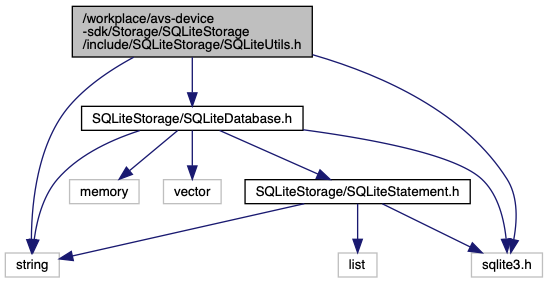 /workplace/avs-device
-sdk/Storage/SQLiteStorage
/include/SQLiteStorage/SQLiteUtils.h
SQLiteStorage/SQLiteDatabase.h
memory
vector
SQLiteStorage/SQLiteStatement.h
string
list
sqlite3.h